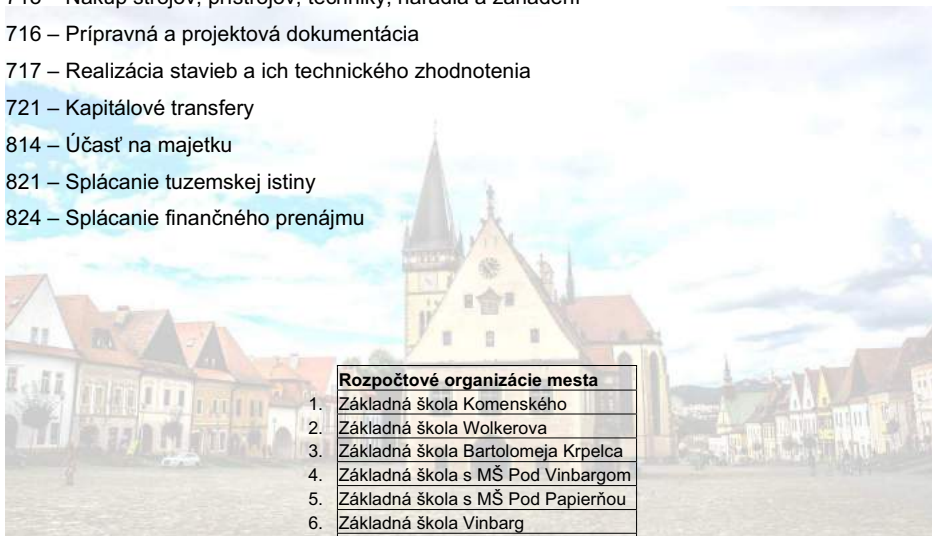 716 – Prípravná a projektová dokumentácia
717 – Realizácia stavieb a ich technického zhodnotenia
721 – Kapitálové transfery
814 – Účasť na majetku
821 – Splácanie tuzemskej istiny
824 – Splácanie finančného prenájmu
Rozpočtové organizácie mesta
1. Základná škola Komenského
2. Základná škola Wolkerova
3. Základná škola Bartolomeja Krpelca
4. Základná škola s MŠ Pod Vinbargom
5. Základná škola s MŠ Pod Papierňou
6. Základná škola Vinbarg